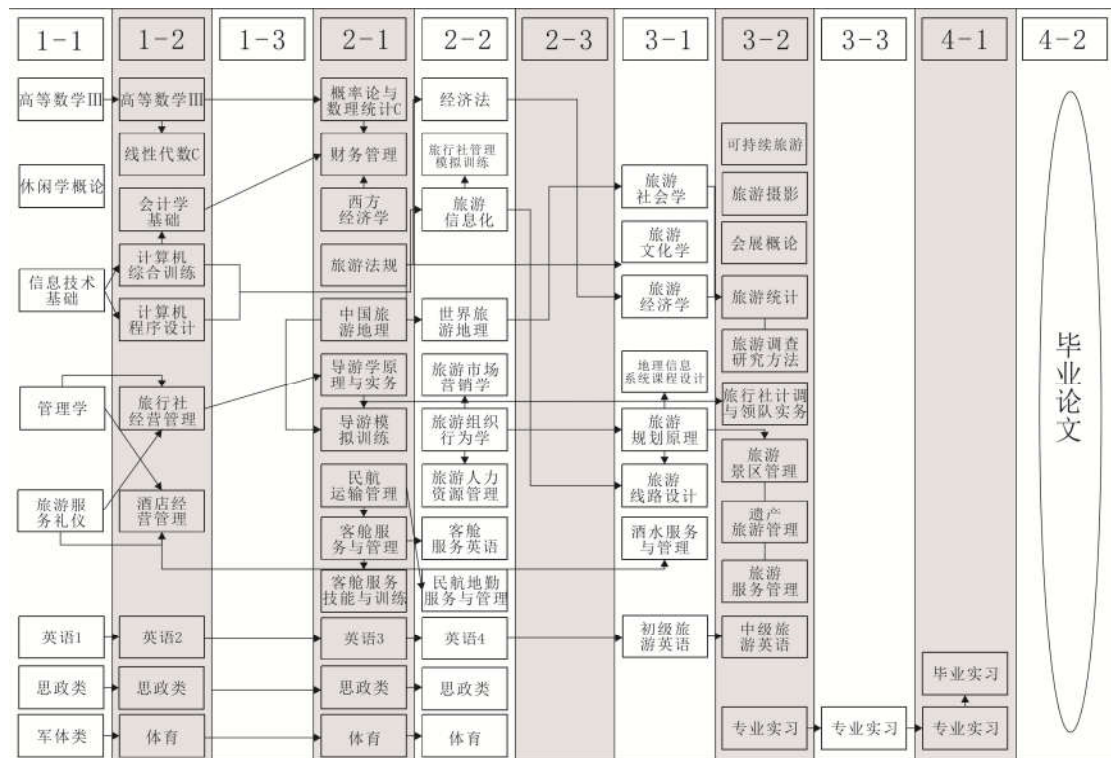 1-1
1-2
1-3
2-1
2-2
2-3
3-1
3-2
3-3
4-1
4-2
高等数学Ⅲ
休闲学概论
信息技术
基础
管理学
旅游服
务礼仪
英语1
思政类
军体类
高等数学Ⅲ
线性代数C
会计学
基础
计算机
综合训练
计算机
程序设计
旅行社
经营管理
酒店经
营管理
英语2
思政类
体育
概率论与
数理统计C
财务管理
西方
经济学
旅游法规
中国旅
游地理
导游学原
理与实务
导游模
拟训练
民航
运输管理
客舱服
务与管理
客舱服务
技能与训练
英语3
思政类
体育
经济法
旅行社管理
模拟训练
旅游
信息化
世界旅
游地理
旅游市场
营销学
旅游组织
行为学
旅游人力
资源管理
客舱
服务英语
民航地勤
服务与管理
英语4
思政类
体育
旅游
社会学
旅游
文化学
旅游
经济学
地理信息
系统课程设计
旅游
规划原理
旅游
线路设计
酒水服务
与管理
初级旅
游英语
可持续旅游
旅游摄影
会展概论
旅游统计
旅游调查
研究方法
旅行社计调
与领队实务
旅游
景区管理
遗产
旅游管理
旅游
服务管理
中级旅
游英语
专业实习
专业实习
毕业实习
专业实习
毕业论文